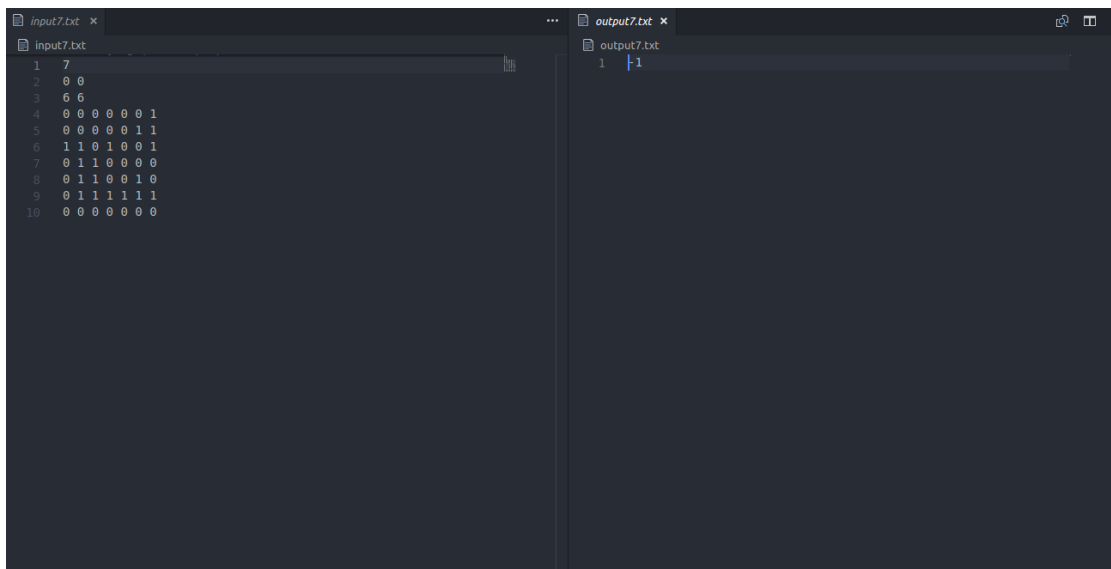 input7.txt ×
input7.txt
1 7
2 0 0
3 6 6
4 0 0 0 0 0 0 1
5 0 0 0 0 0 1 1
6 1 1 0 1 0 0 1
7 0 1 1 0 0 0 0
8 0 1 1 0 0 1 0
9 0 1 1 1 1 1 1
10 0 0 0 0 0 0 0
output7.txt ×
output7.txt
1 -1